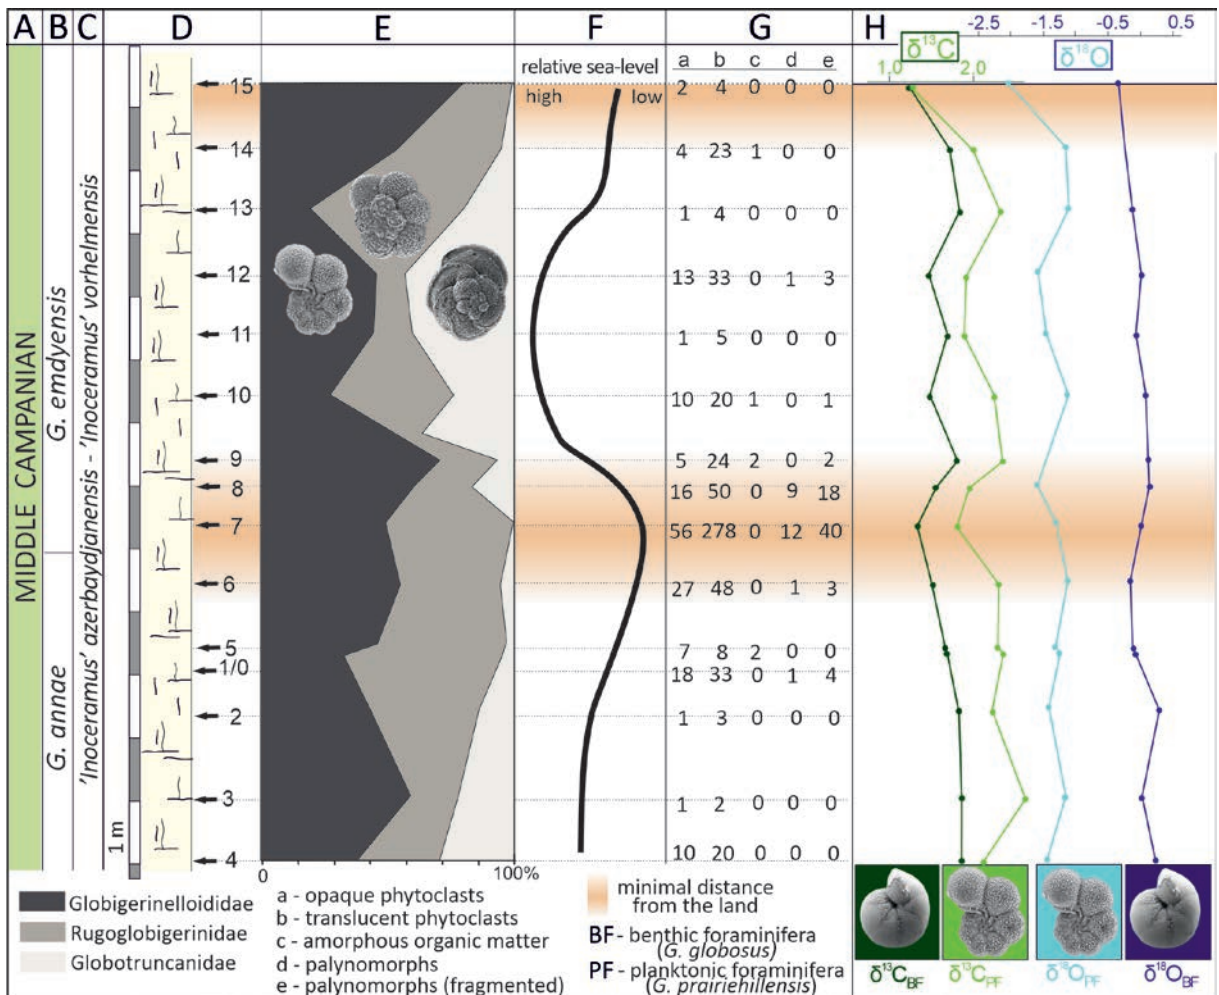 A B C D E F G H
-2.5 -1.5 -0.5 0.5
δ¹³C δ¹⁸O
1.0 2.0
relative sea-level
high low
a b c d e
MIDDLE CAMPANIAN
G. emdyensis
G. annae
'Inoceramus' azerbaydjanensis - 'Inoceramus' vorhelmensis
1 m
15 2 4 0 0 0
14 4 23 1 0 0
13 1 4 0 0 0
12 13 33 0 1 3
11 1 5 0 0 0
10 10 20 1 0 1
9 5 24 2 0 2
8 16 50 0 9 18
7 56 278 0 12 40
6 27 48 0 1 3
5 7 8 2 0 0
1/0 18 33 0 1 4
2 1 3 0 0 0
3 1 2 0 0 0
4 10 20 0 0 0
0 100%
Globigerinelloididae
Rugoglobigerinidae
Globotruncanidae
a - opaque phytoclasts
b - translucent phytoclasts
c - amorphous organic matter
d - palynomorphs
e - palynomorphs (fragmented)
minimal distance
from the land
BF - benthic foraminifera
(G. globosus)
PF - planktonic foraminifera
(G. prairiehillensis)
δ¹³C_BF δ¹³C_PF δ¹⁸O_PF δ¹⁸O_BF